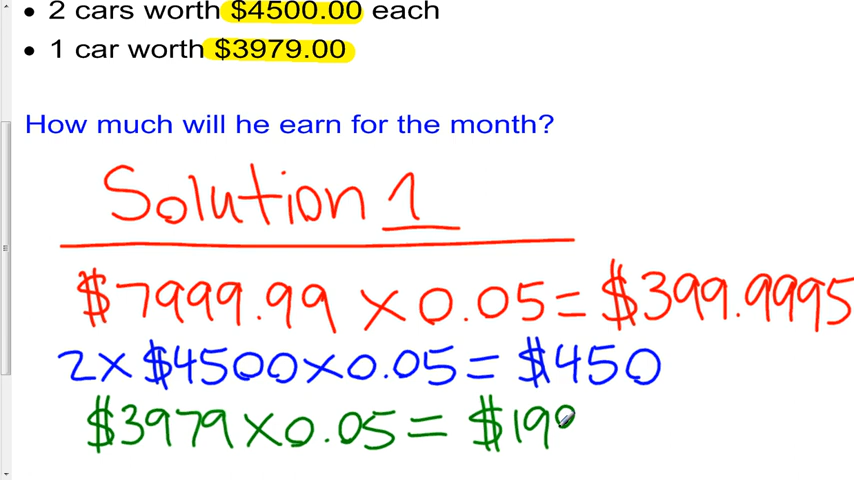 • 2 cars worth $4500.00 each
• 1 car worth $3979.00
How much will he earn for the month?
Solution 1
$7999.99 × 0.05 = $399.9995
2 × $4500 × 0.05 = $450
$3979 × 0.05 = $19